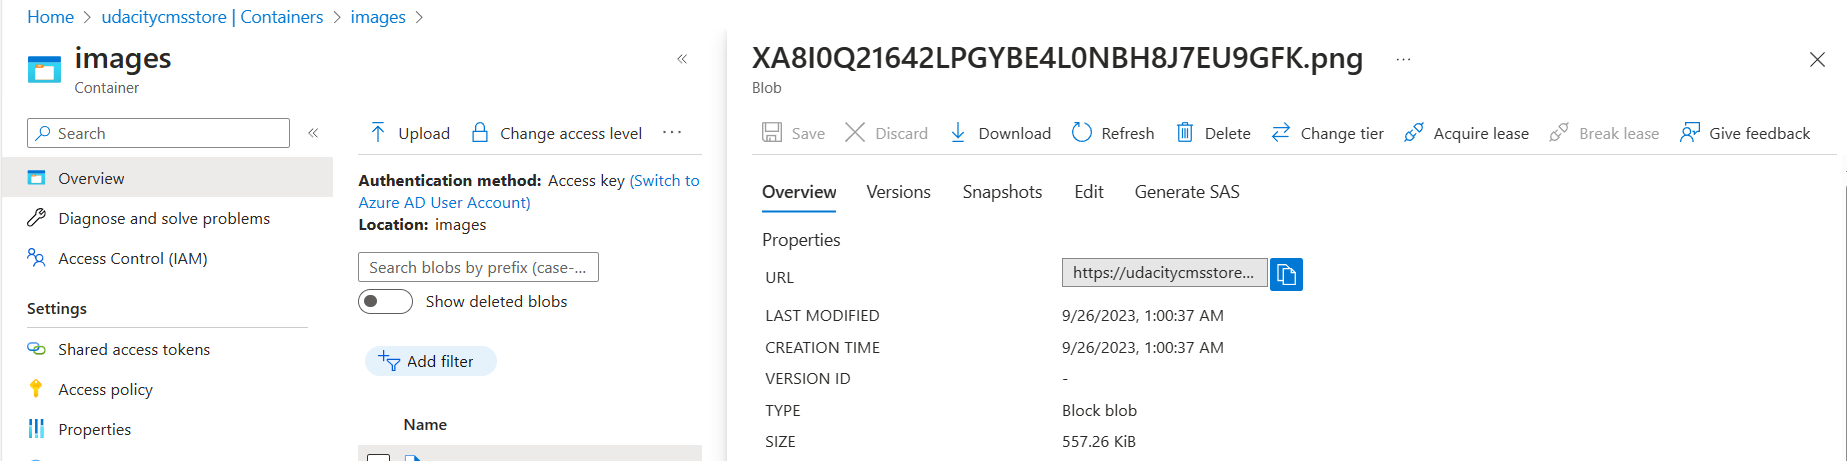 Home > udacitycmsstore | Containers > images >
images
Container
«
Search
«
Overview
Diagnose and solve problems
Access Control (IAM)
Settings
Shared access tokens
Access policy
Properties
Upload
Change access level
...
Authentication method: Access key (Switch to
Azure AD User Account)
Location: images
Search blobs by prefix (case-...
Show deleted blobs
Add filter
Name
XA8I0Q21642LPGYBE4L0NBH8J7EU9GFK.png
...
Blob
Save
Discard
Download
Refresh
Delete
Change tier
Acquire lease
Break lease
Give feedback
Overview
Versions
Snapshots
Edit
Generate SAS
Properties
URL https://udacitycmsstore...
LAST MODIFIED 9/26/2023, 1:00:37 AM
CREATION TIME 9/26/2023, 1:00:37 AM
VERSION ID -
TYPE Block blob
SIZE 557.26 KiB